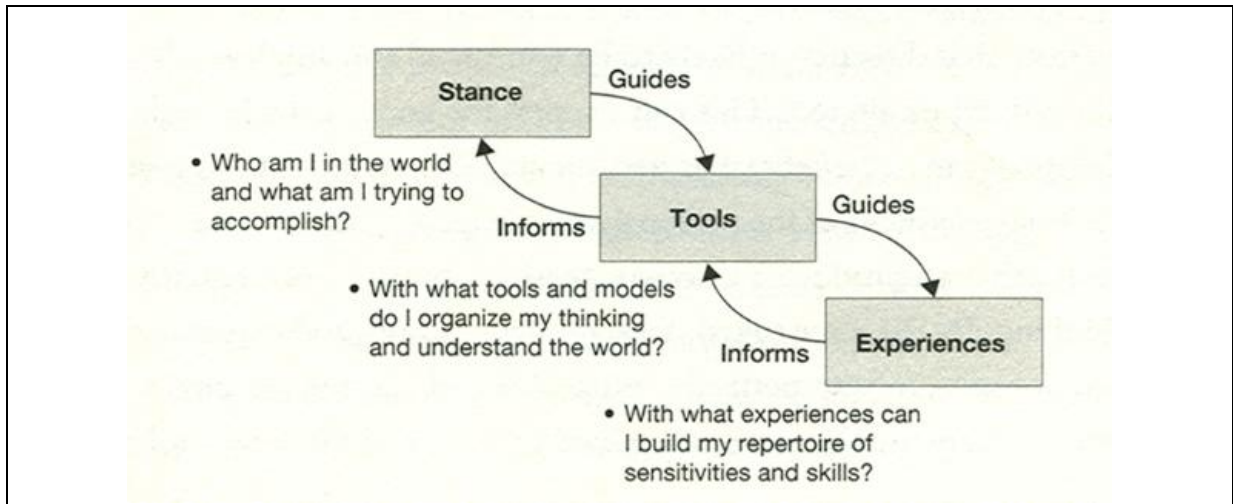 Stance
Guides
• Who am I in the world
and what am I trying to
accomplish?
Tools
Guides
Informs
• With what tools and models
do I organize my thinking
and understand the world?
Experiences
Informs
• With what experiences can
I build my repertoire of
sensitivities and skills?